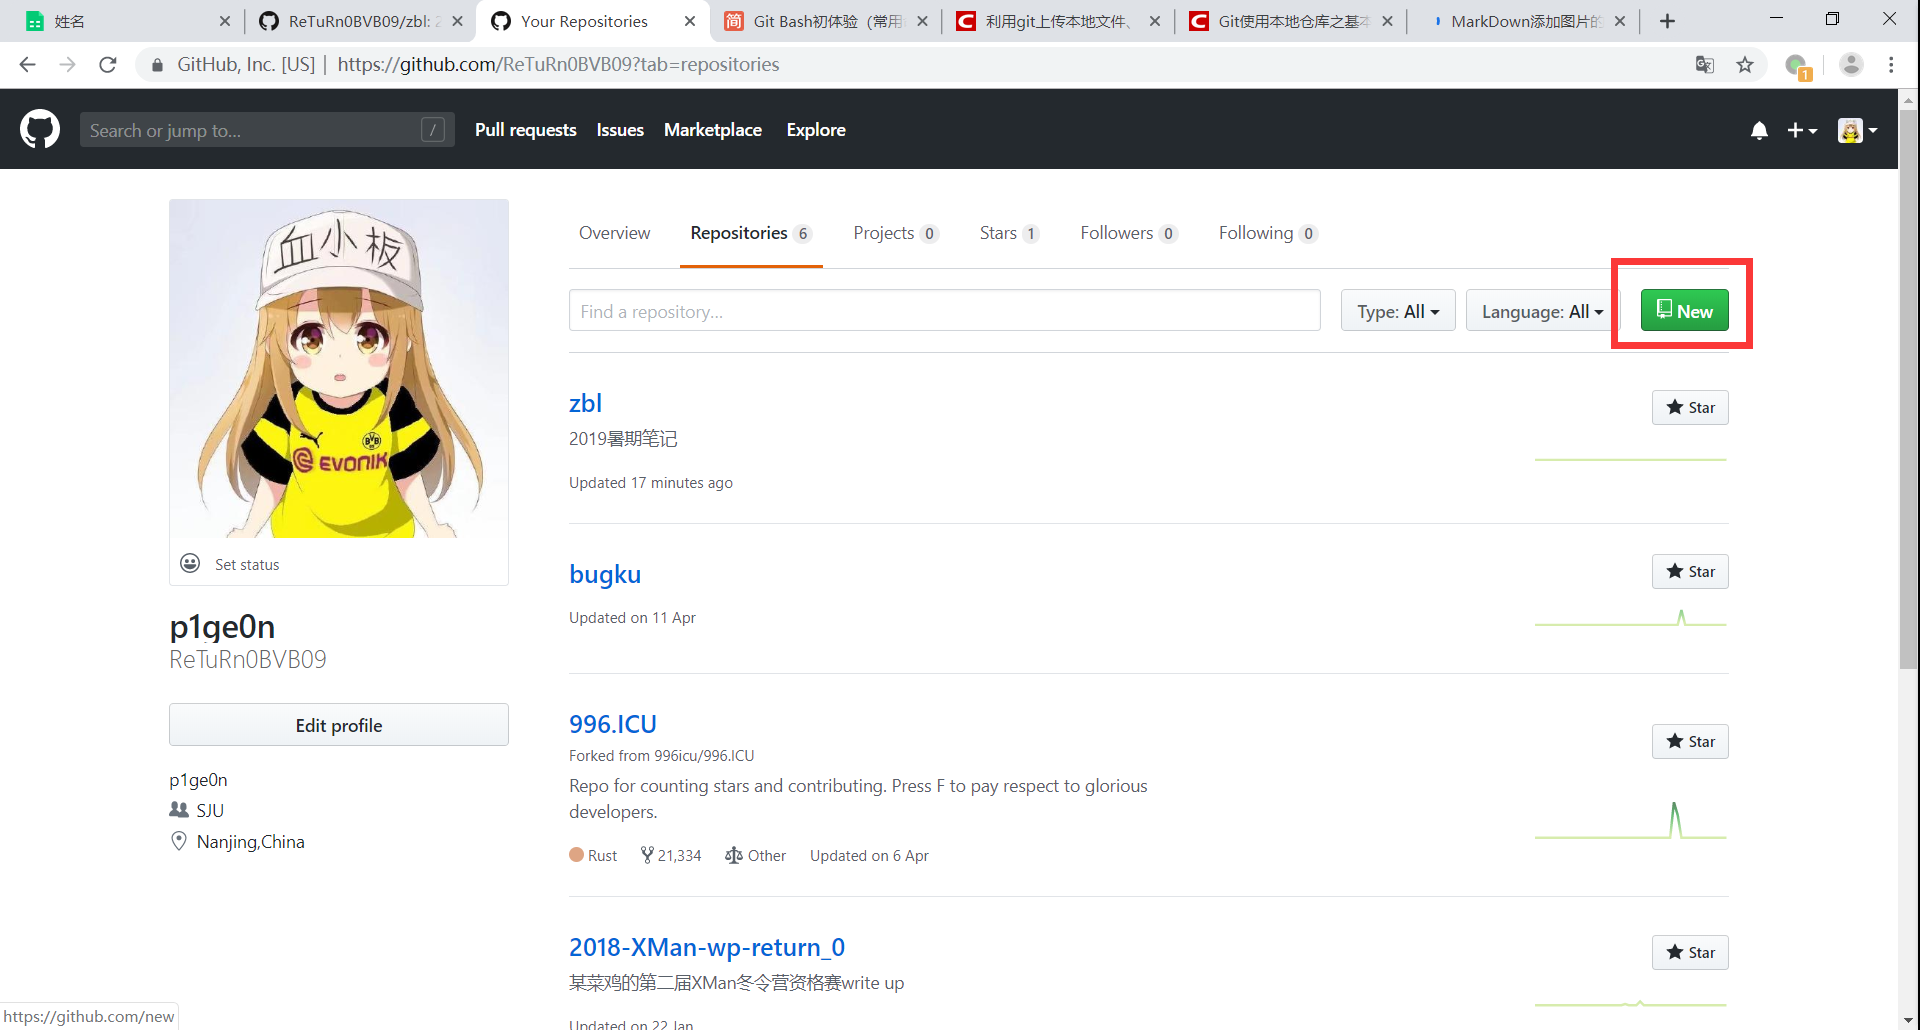 姓名
ReTuRn0BVB09/zbl: 2
Your Repositories
Git Bash初体验（常用
利用git上传本地文件、
Git使用本地仓库之基本
MarkDown添加图片的
GitHub, Inc. [US] | https://github.com/ReTuRn0BVB09?tab=repositories
1
Search or jump to... /
Pull requests Issues Marketplace Explore
血小板
BVB 09
EVONIK
Set status
p1ge0n
ReTuRn0BVB09
Edit profile
p1ge0n
SJU
Nanjing,China
Overview Repositories 6 Projects 0 Stars 1 Followers 0 Following 0
Find a repository... Type: All Language: All New
zbl Star
2019暑期笔记
Updated 17 minutes ago
bugku Star
Updated on 11 Apr
996.ICU Star
Forked from 996icu/996.ICU
Repo for counting stars and contributing. Press F to pay respect to glorious
developers.
Rust 21,334 Other Updated on 6 Apr
2018-XMan-wp-return_0 Star
某菜鸡的第二届XMan冬令营资格赛write up
Updated on 22 Jan
https://github.com/new